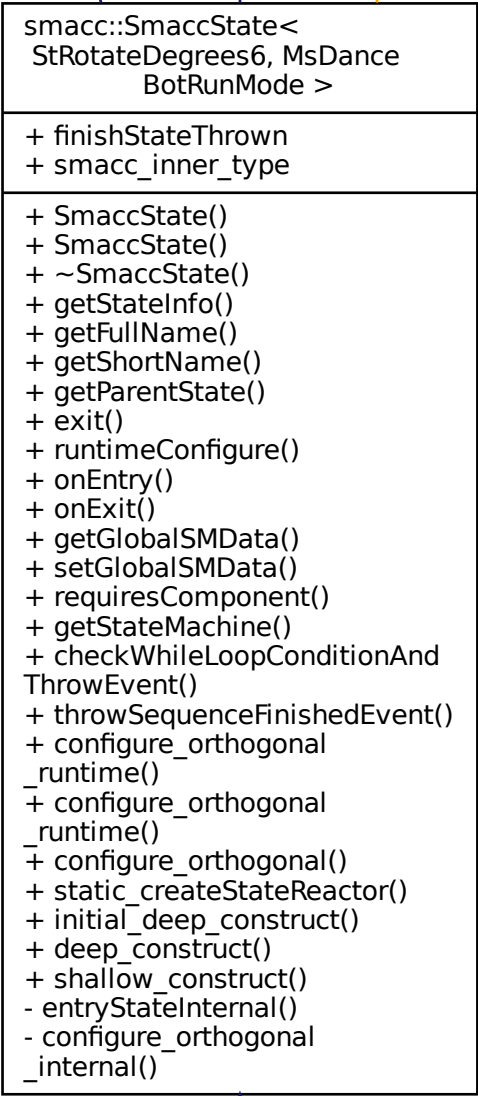 smacc::SmaccState<
StRotateDegrees6, MsDance
BotRunMode >
+ finishStateThrown
+ smacc_inner_type
+ SmaccState()
+ SmaccState()
+ ~SmaccState()
+ getStateInfo()
+ getFullName()
+ getShortName()
+ getParentState()
+ exit()
+ runtimeConfigure()
+ onEntry()
+ onExit()
+ getGlobalSMData()
+ setGlobalSMData()
+ requiresComponent()
+ getStateMachine()
+ checkWhileLoopConditionAnd
ThrowEvent()
+ throwSequenceFinishedEvent()
+ configure_orthogonal
_runtime()
+ configure_orthogonal
_runtime()
+ configure_orthogonal()
+ static_createStateReactor()
+ initial_deep_construct()
+ deep_construct()
+ shallow_construct()
- entryStateInternal()
- configure_orthogonal
_internal()